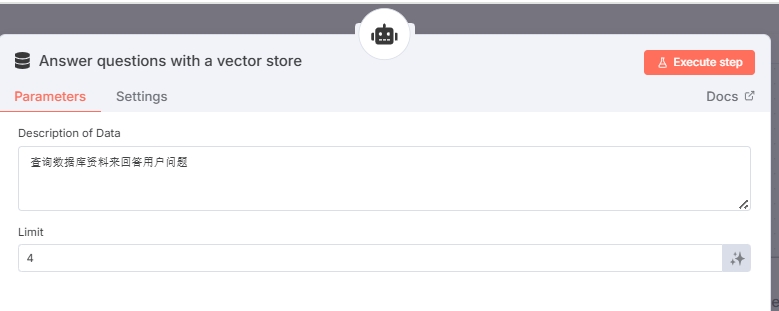 Answer questions with a vector store
Execute step
Parameters
Settings
Docs
Description of Data
查询数据库资料来回答用户问题
Limit
4